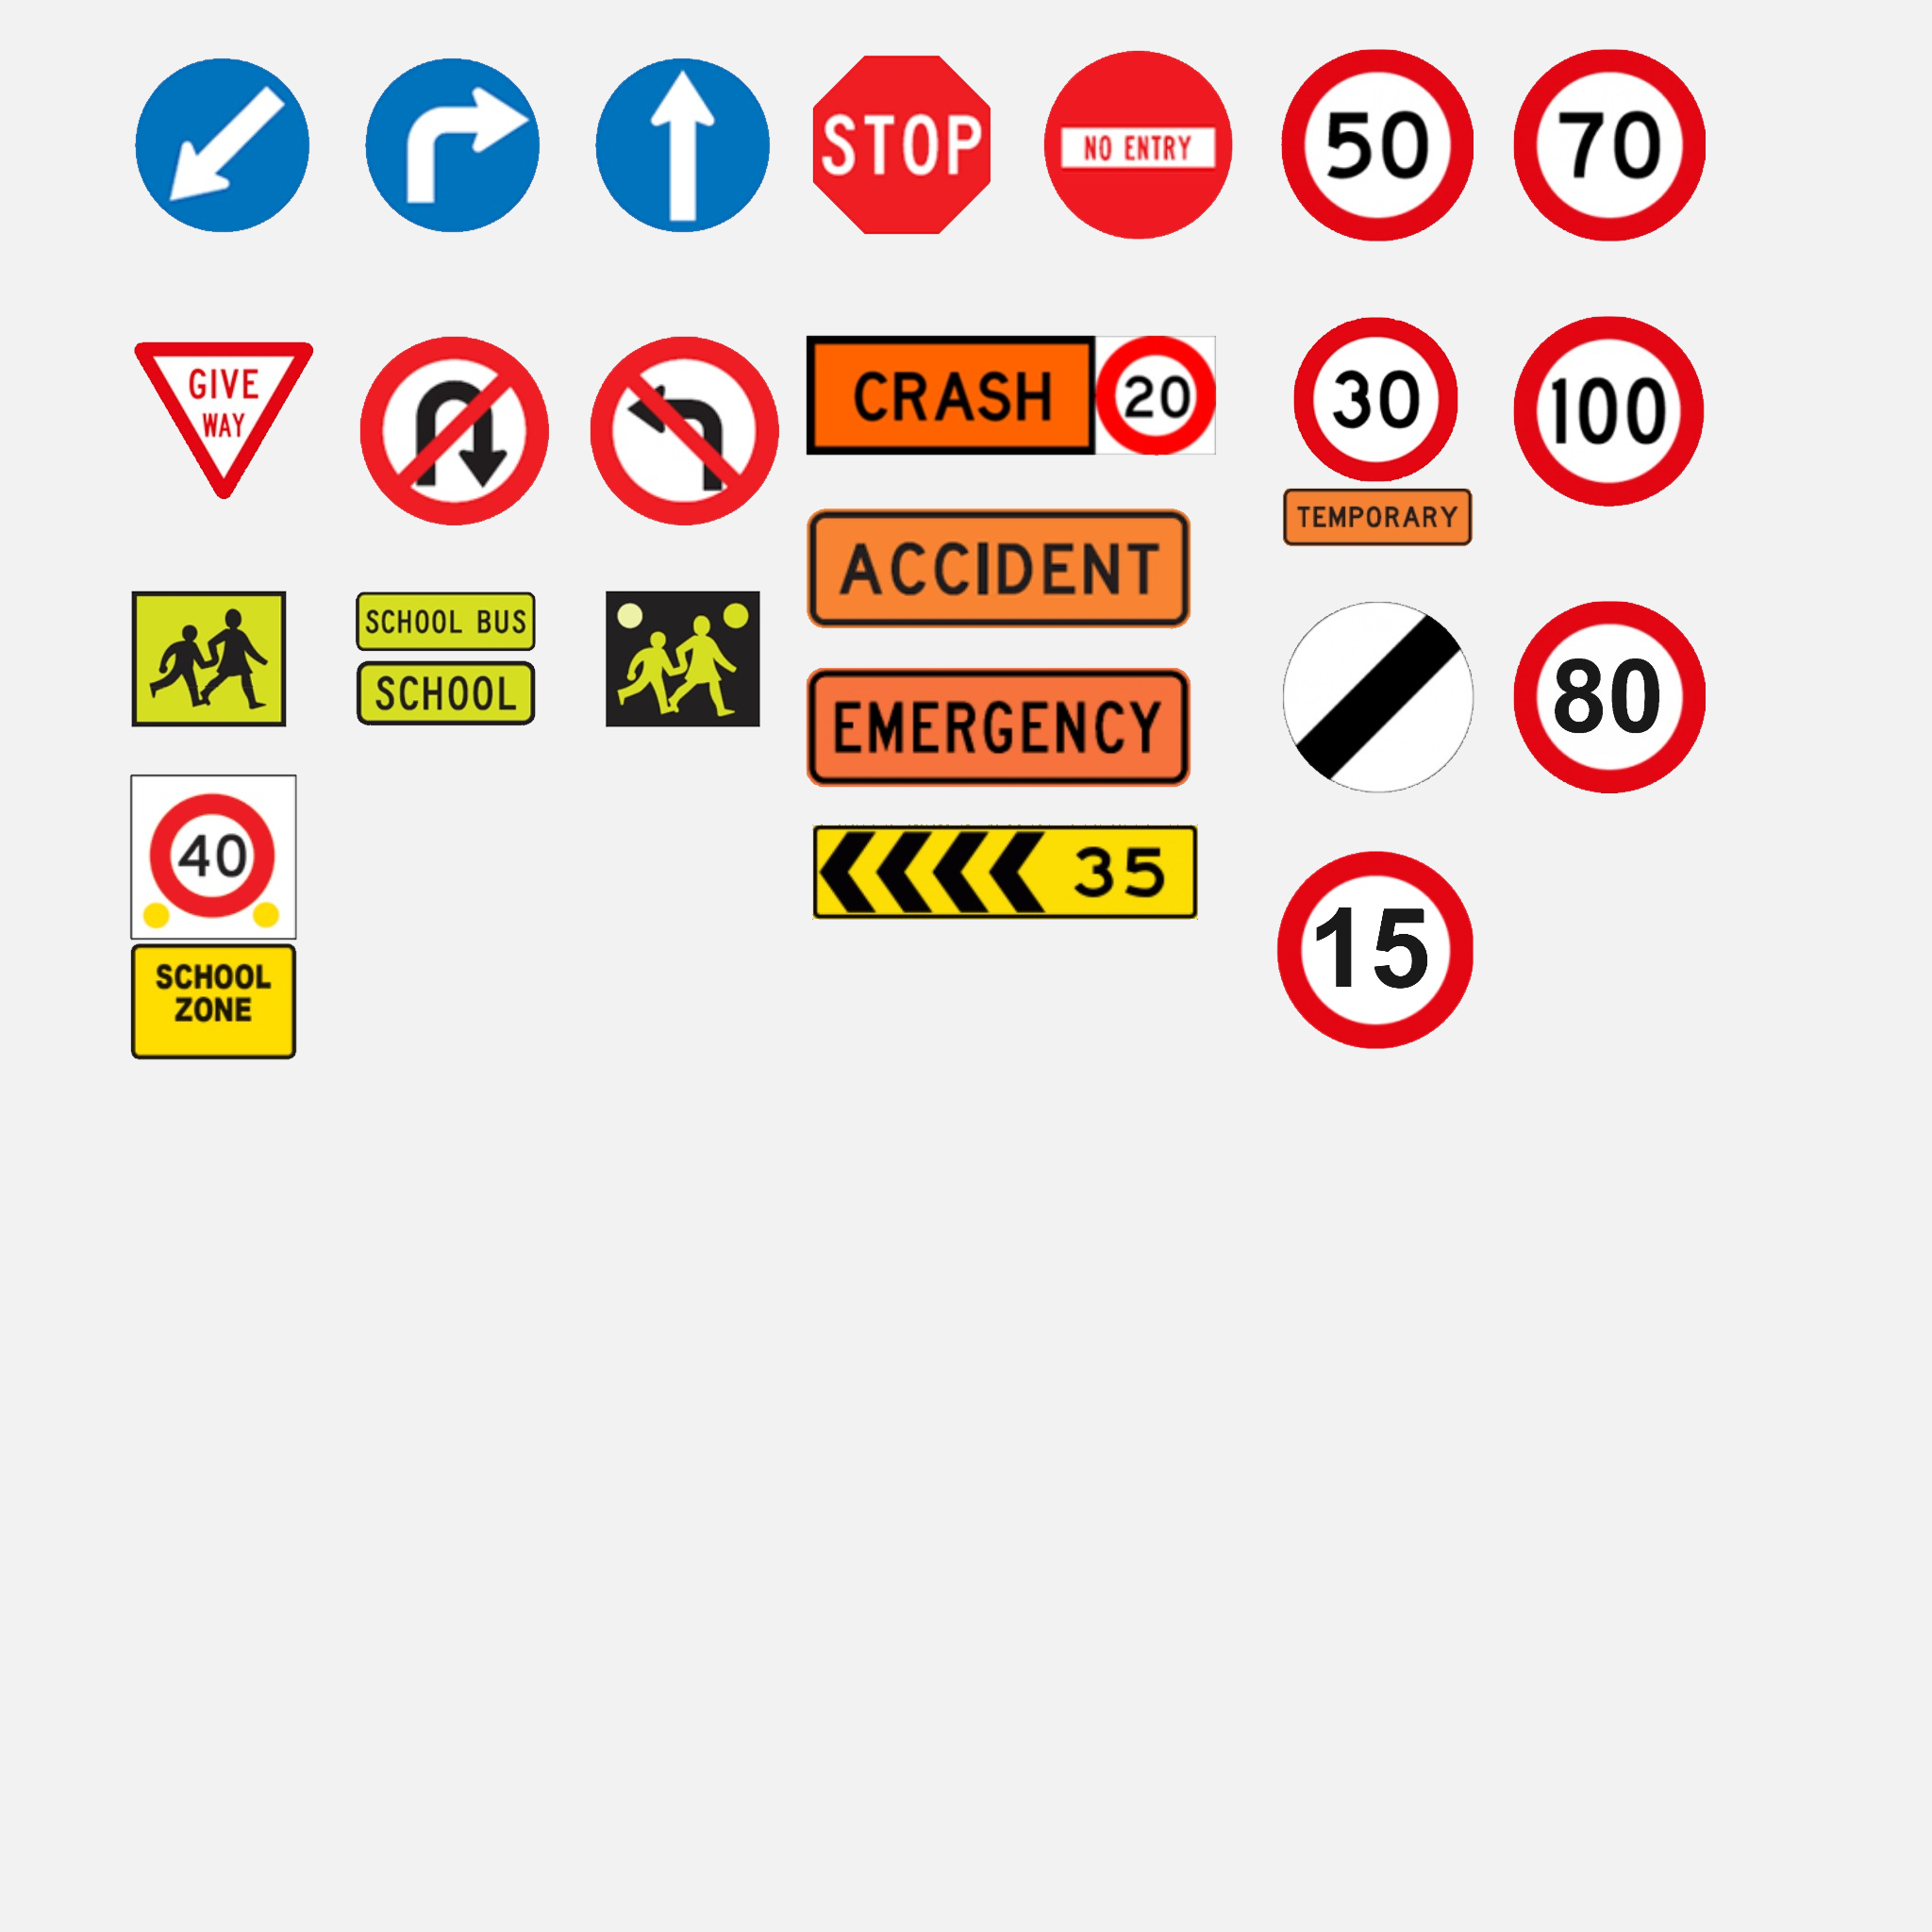 STOP
NO ENTRY
50
70
GIVE
WAY
CRASH
20
30
TEMPORARY
100
ACCIDENT
SCHOOL BUS
SCHOOL
EMERGENCY
80
40
SCHOOL
ZONE
35
15